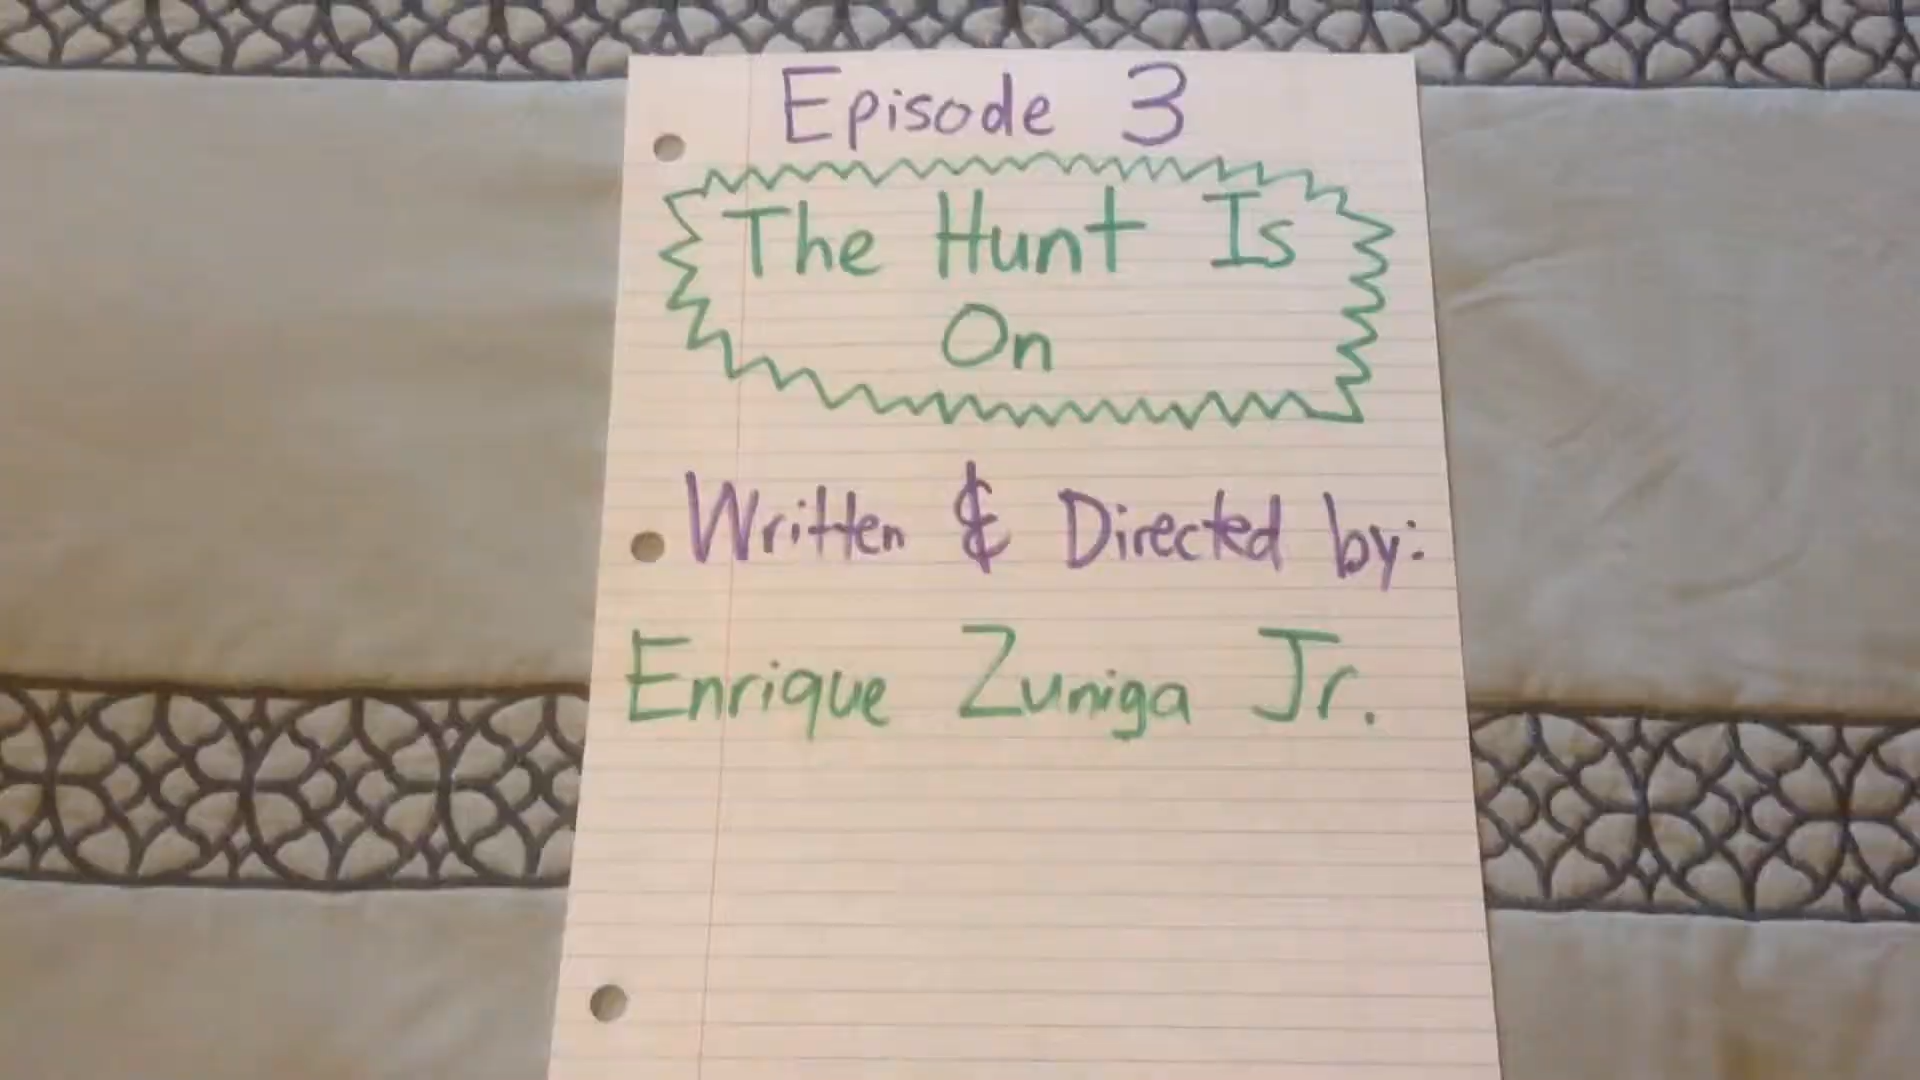 Episode 3
The Hunt Is
On
Written & Directed by:
Enrique Zuniga Jr.